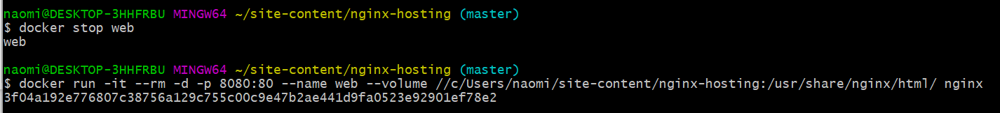 naomi@DESKTOP-3HHFRBU MINGW64 ~/site-content/nginx-hosting (master)
$ docker stop web
web
naomi@DESKTOP-3HHFRBU MINGW64 ~/site-content/nginx-hosting (master)
$ docker run -it --rm -d -p 8080:80 --name web --volume //c/Users/naomi/site-content/nginx-hosting:/usr/share/nginx/html/ nginx
3f04a192e776807c38756a129c755c00c9e47b2ae441d9fa0523e92901ef78e2